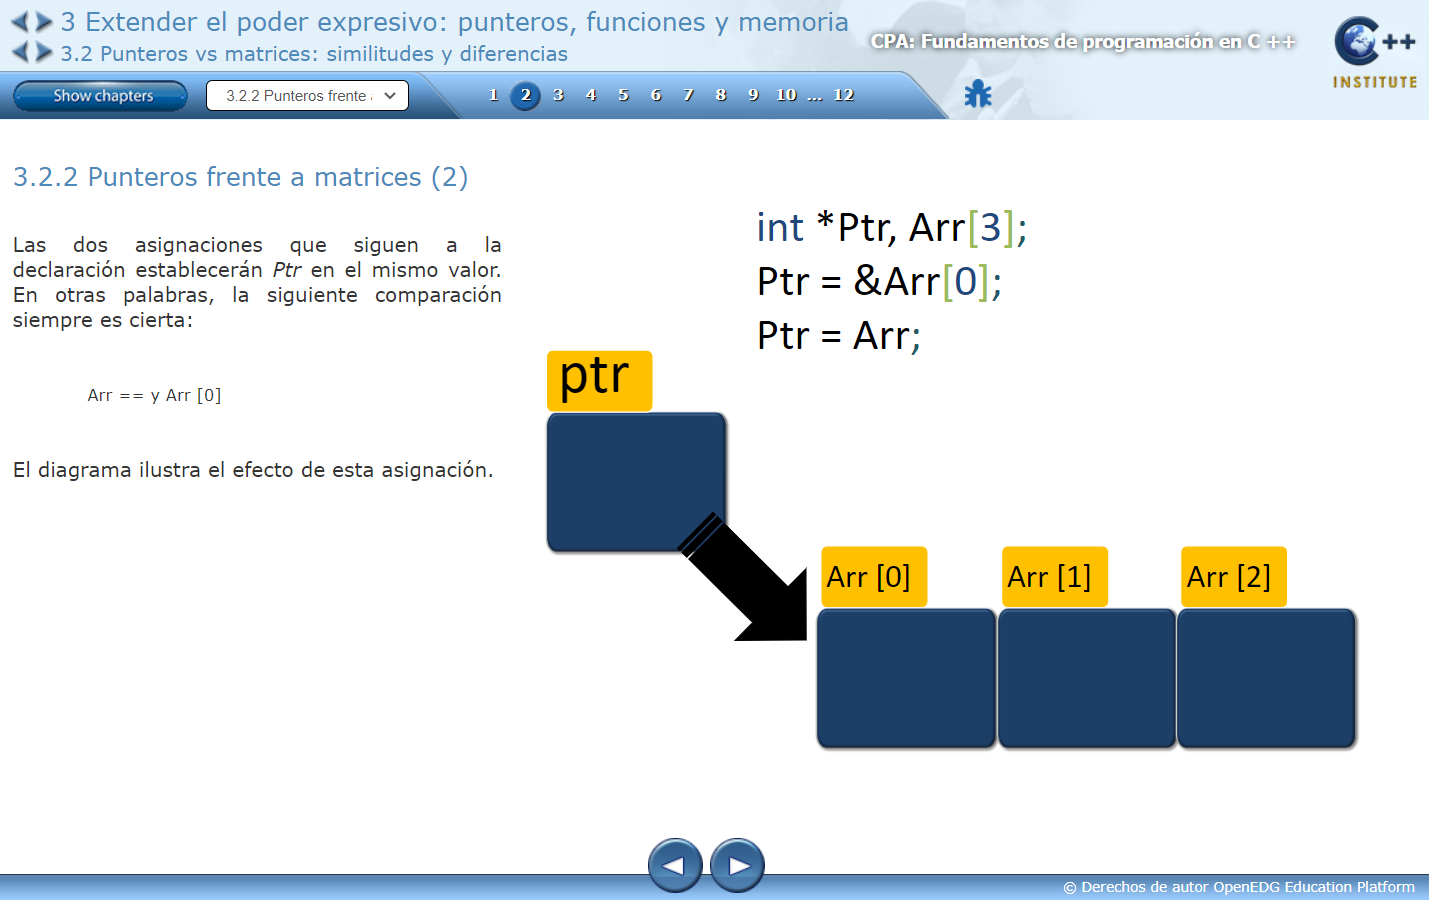 3 Extender el poder expresivo: punteros, funciones y memoria
3.2 Punteros vs matrices: similitudes y diferencias
CPA: Fundamentos de programación en C ++
C++
INSTITUTE
Show chapters
3.2.2 Punteros frente
1 2 3 4 5 6 7 8 9 10 ... 12
3.2.2 Punteros frente a matrices (2)
Las dos asignaciones que siguen a la
declaración establecerán Ptr en el mismo valor.
En otras palabras, la siguiente comparación
siempre es cierta:
Arr == y Arr [0]
El diagrama ilustra el efecto de esta asignación.
int *Ptr, Arr[3];
Ptr = &Arr[0];
Ptr = Arr;
ptr
Arr [0]
Arr [1]
Arr [2]
© Derechos de autor OpenEDG Education Platform